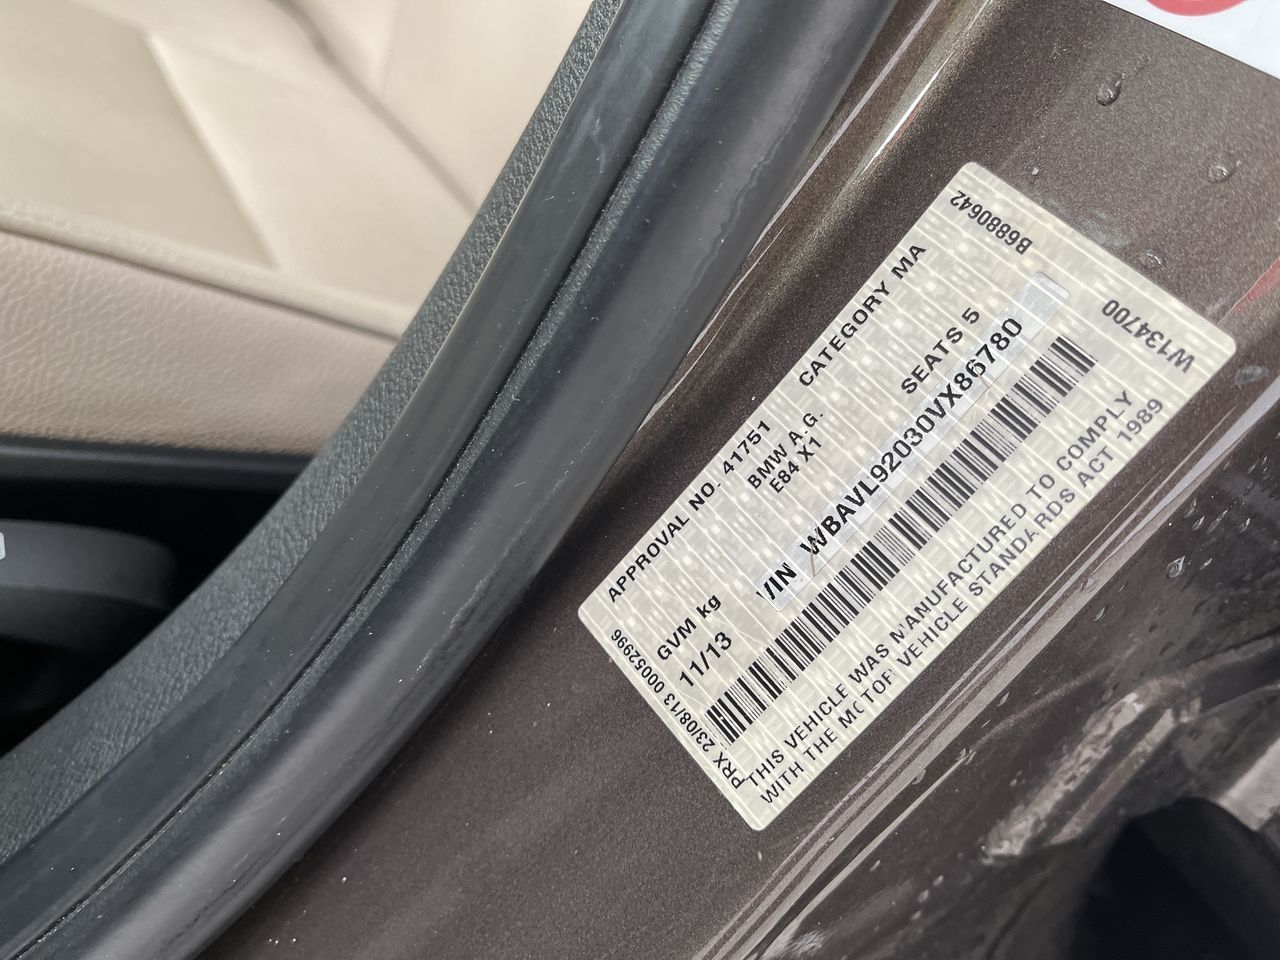 B6880642
W134700
APPROVAL NO. 41751 CATEGORY MA
BMW A.G.
E84 X1
GVM kg SEATS 5
11/13 VIN WBAVL92030VX86780
THIS VEHICLE WAS MANUFACTURED TO COMPLY
WITH THE MOTOR VEHICLE STANDARDS ACT 1989
PRX 23/08/13 00052996